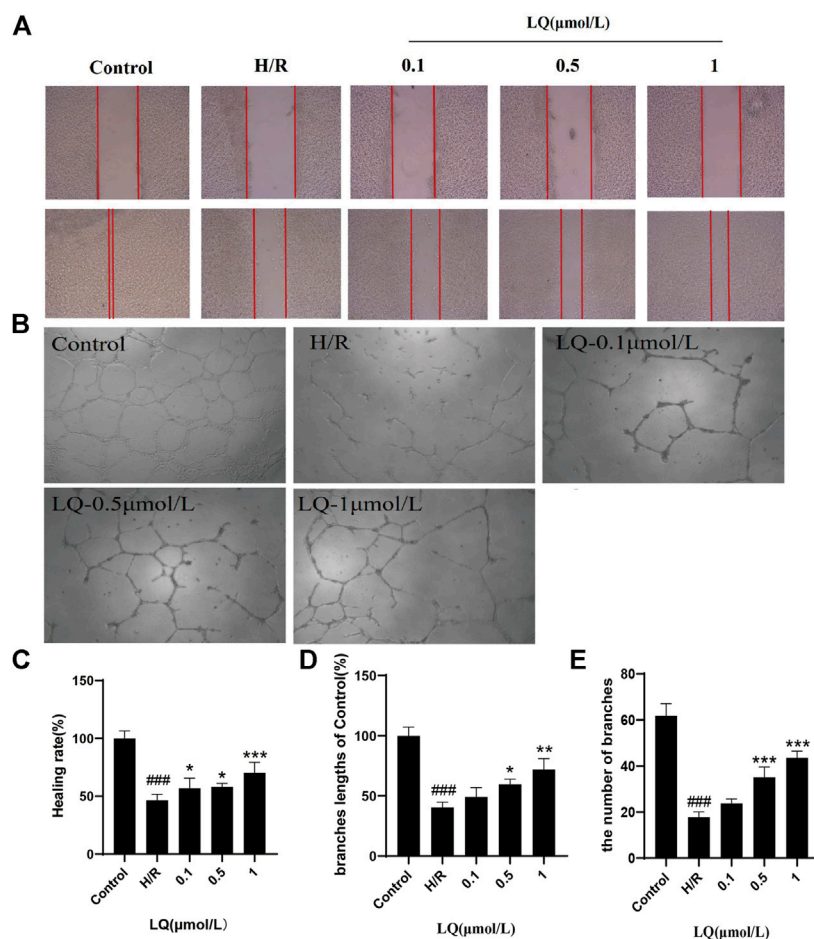 A
LQ(μmol/L)
Control H/R 0.1 0.5 1
B
Control H/R LQ-0.1μmol/L
LQ-0.5μmol/L LQ-1μmol/L
C
Healing rate(%)
150
100
50
0
###
*
*
***
Control H/R 0.1 0.5 1
LQ(μmol/L)
D
branches lengths of Control(%)
150
100
50
0
###
*
**
Control H/R 0.1 0.5 1
LQ(μmol/L)
E
the number of branches
80
60
40
20
0
###
***
***
Control H/R 0.1 0.5 1
LQ(μmol/L)